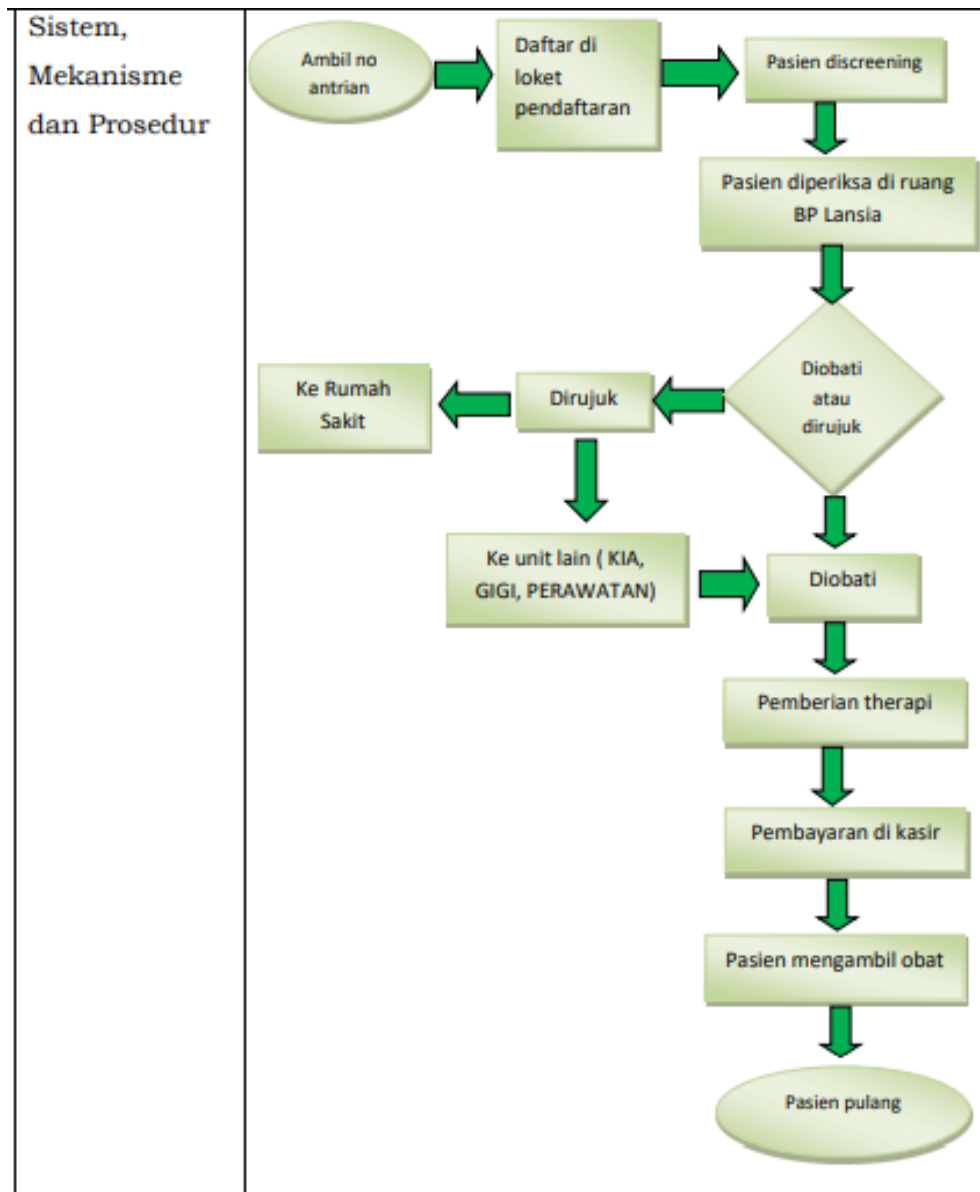 Sistem,
Mekanisme
dan Prosedur
Ambil no
antrian
Daftar di
loket
pendaftaran
Pasien discreening
Pasien diperiksa di ruang
BP Lansia
Diobati
atau
dirujuk
Dirujuk
Ke Rumah
Sakit
Ke unit lain ( KIA,
GIGI, PERAWATAN)
Diobati
Pemberian therapi
Pembayaran di kasir
Pasien mengambil obat
Pasien pulang